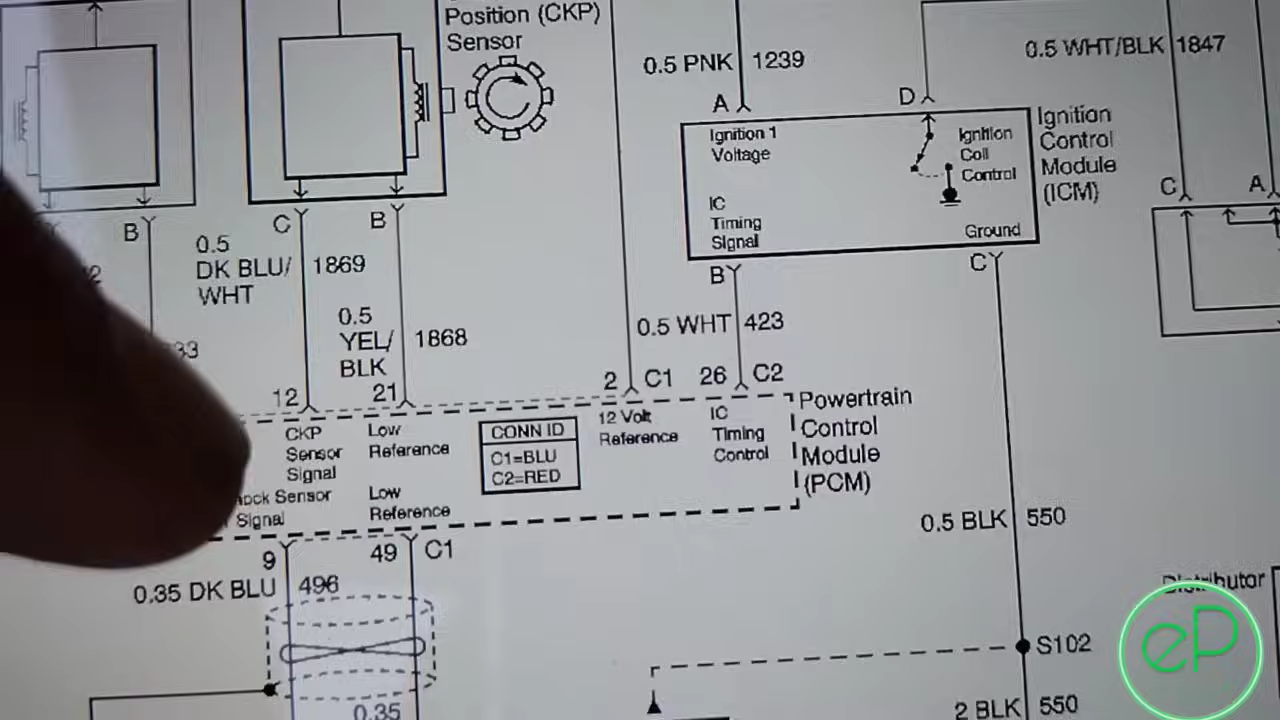 Position (CKP)
Sensor
0.5 PNK
1239
0.5 WHT/BLK
1847
A
D
Ignition 1
Voltage
Ignition
Coil
Control
IC
Timing
Signal
Ground
Ignition
Control
Module
(ICM)
C
A
B
C
B
0.5
DK BLU/
WHT
1869
0.5
YEL/
BLK
1868
B
C
0.5 WHT
423
12
21
2
C1
26
C2
CKP
Sensor
Signal
Low
Reference
CONN ID
C1=BLU
C2=RED
12 Volt
Reference
IC
Timing
Control
Powertrain
Control
Module
(PCM)
Sensor
Signal
Low
Reference
9
49
C1
0.35 DK BLU
496
0.5 BLK
550
Distributor
S102
0.35
2 BLK
550
eP